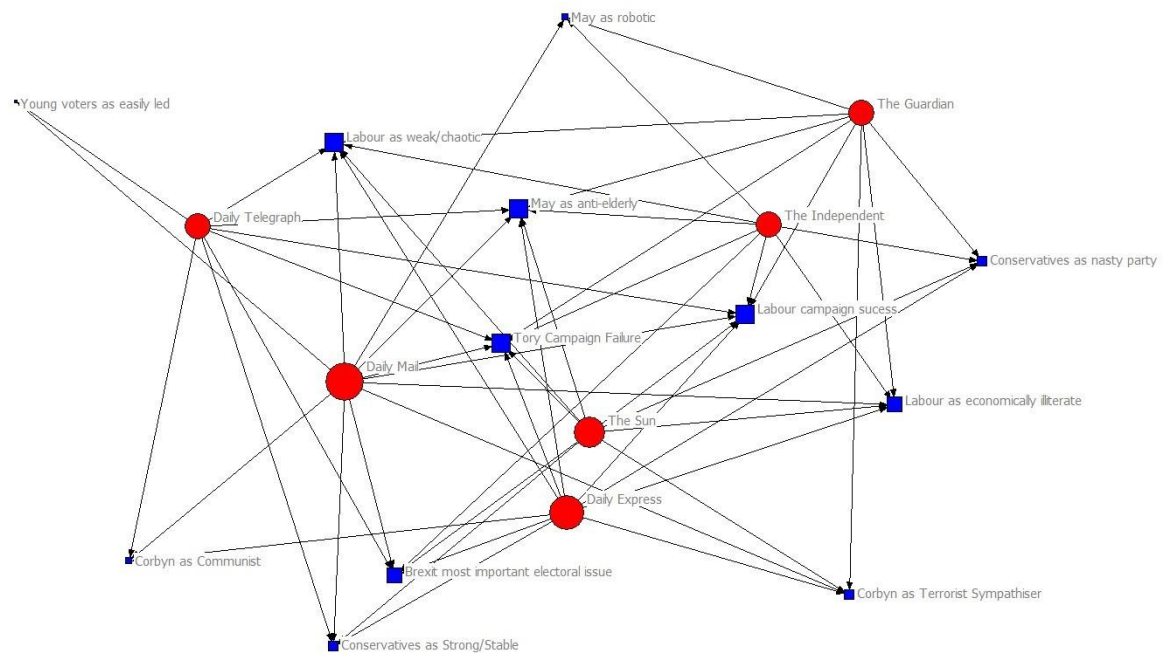 May as robotic
Young voters as easily led
The Guardian
Labour as weak/chaotic
May as anti-elderly
Daily Telegraph
The Independent
Conservatives as nasty party
Labour campaign sucess
Tory Campaign Failure
Daily Mail
Labour as economically illiterate
The Sun
Daily Express
Corbyn as Communist
Brexit most important electoral issue
Corbyn as Terrorist Sympathiser
Conservatives as Strong/Stable